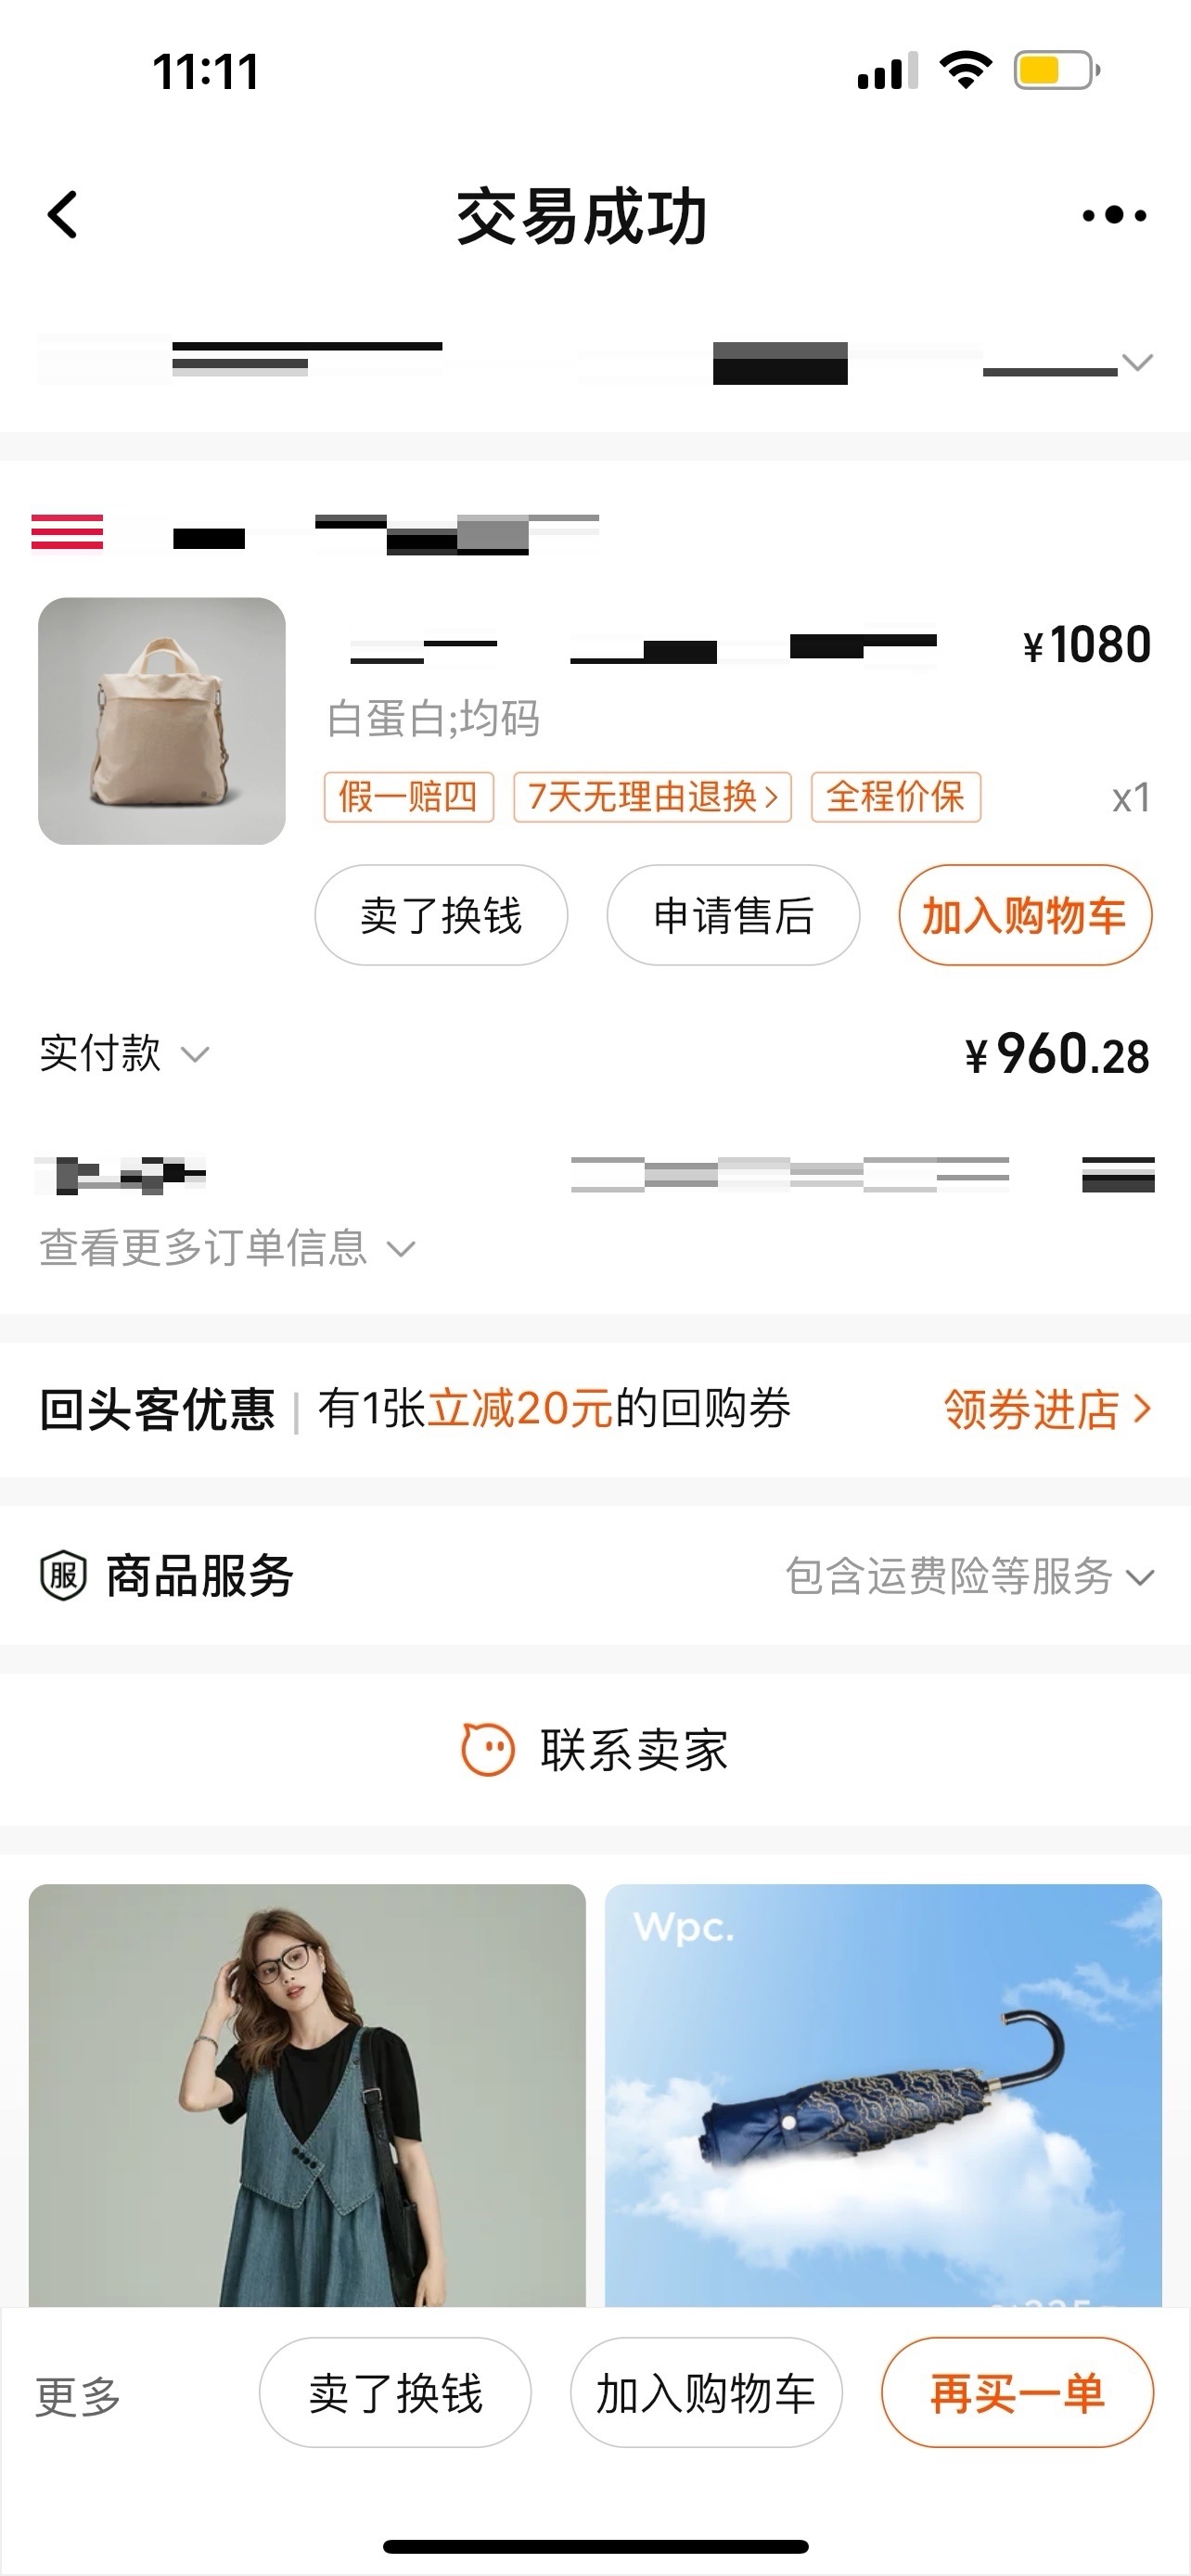 11:11
交易成功
¥1080
白蛋白;均码
假一赔四 7天无理由退换 全程价保 x1
卖了换钱 申请售后 加入购物车
实付款 ¥960.28
查看更多订单信息
回头客优惠 | 有1张立减20元的回购券 领券进店
服 商品服务 包含运费险等服务
联系卖家
Wpc.
更多 卖了换钱 加入购物车 再买一单